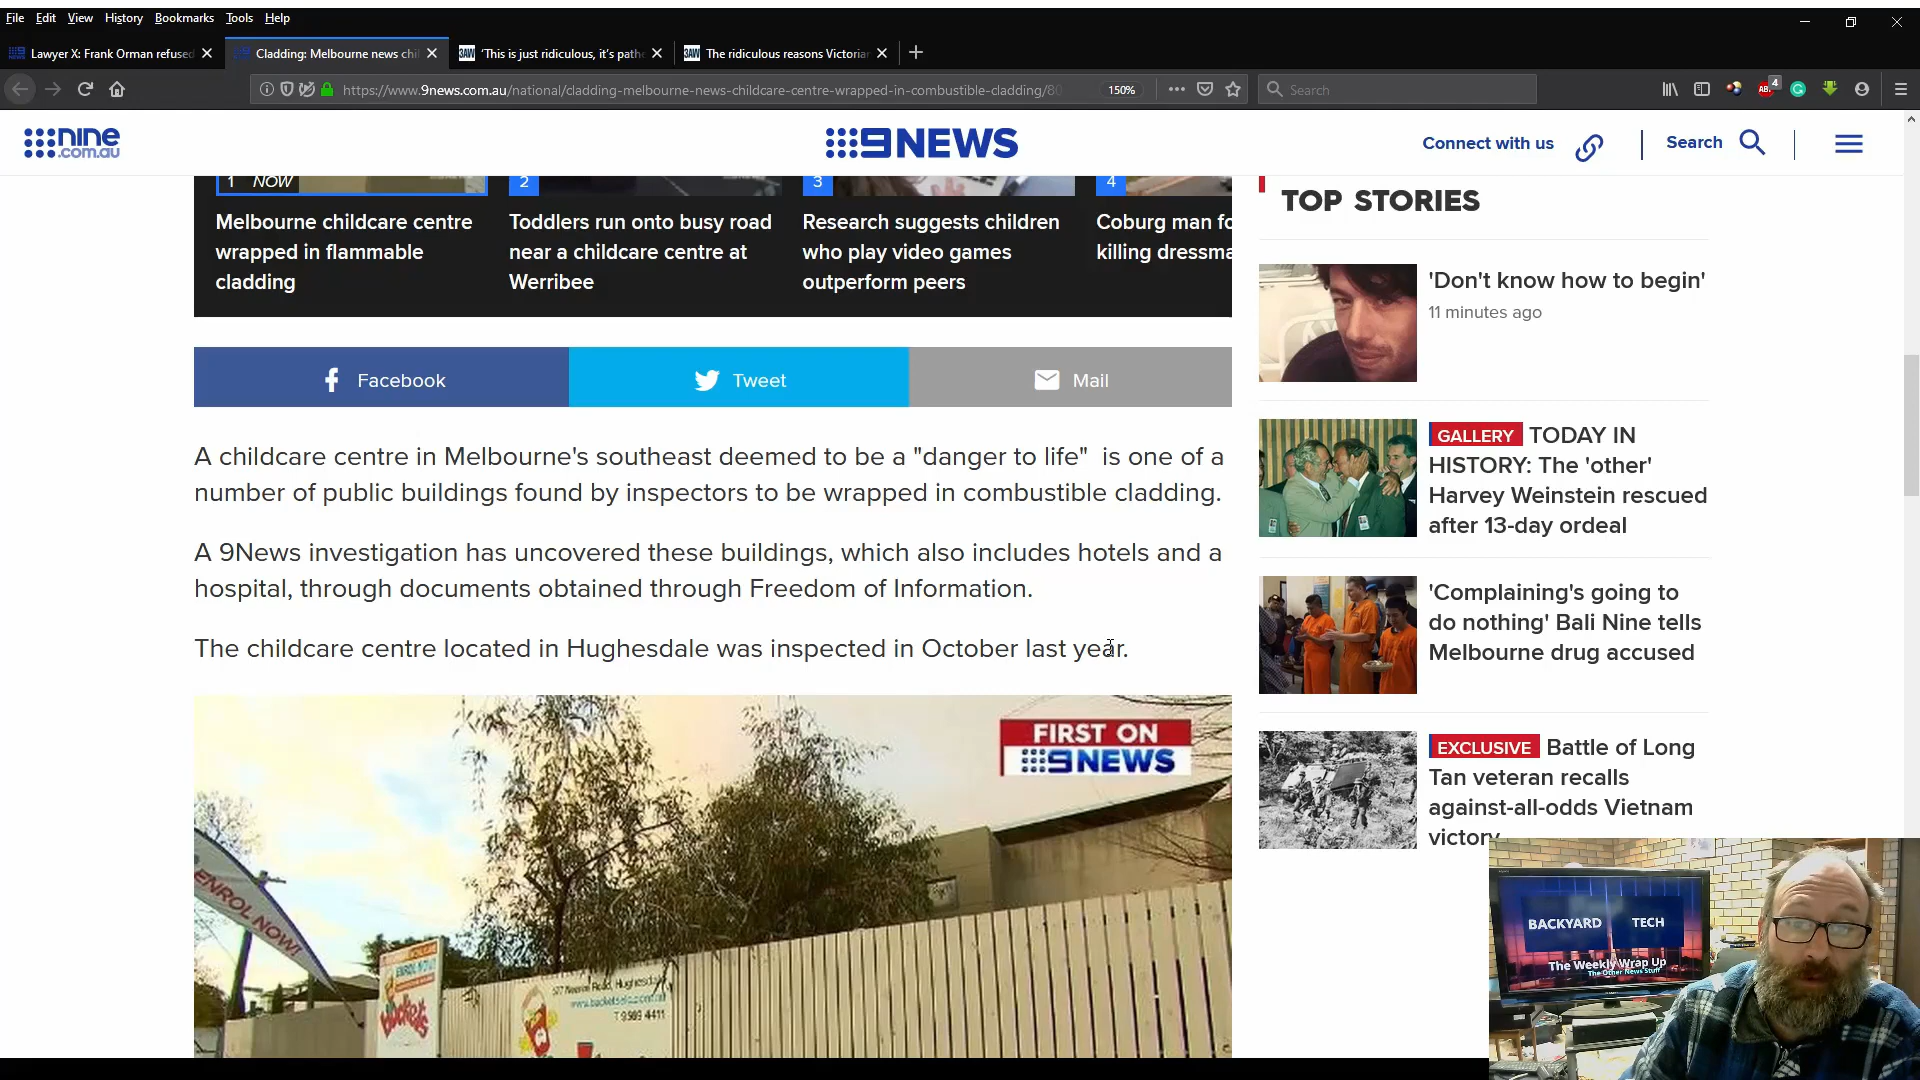 File Edit View History Bookmarks Tools Help
Lawyer X: Frank Orman refused
Cladding: Melbourne news chi
3AW 'This is just ridiculous, it's path
3AW The ridiculous reasons Victoria
https://www.9news.com.au/national/cladding-melbourne-news-childcare-centre-wrapped-in-combustible-cladding/80
150%
Search
4
nine
.com.au
9NEWS
Connect with us
Search
1 NOW
2
3
4
Melbourne childcare centre
wrapped in flammable
cladding
Toddlers run onto busy road
near a childcare centre at
Werribee
Research suggests children
who play video games
outperform peers
Coburg man fo
killing dressma
Facebook
Tweet
Mail
A childcare centre in Melbourne's southeast deemed to be a "danger to life" is one of a
number of public buildings found by inspectors to be wrapped in combustible cladding.
A 9News investigation has uncovered these buildings, which also includes hotels and a
hospital, through documents obtained through Freedom of Information.
The childcare centre located in Hughesdale was inspected in October last year.
FIRST ON
9NEWS
ENROL NOW!
ENROL NOW
TOP STORIES
'Don't know how to begin'
11 minutes ago
GALLERY TODAY IN
HISTORY: The 'other'
Harvey Weinstein rescued
after 13-day ordeal
'Complaining's going to
do nothing' Bali Nine tells
Melbourne drug accused
EXCLUSIVE Battle of Long
Tan veteran recalls
against-all-odds Vietnam
victory
BACKYARD TECH
The Weekly Wrap Up
The Other News Stuff